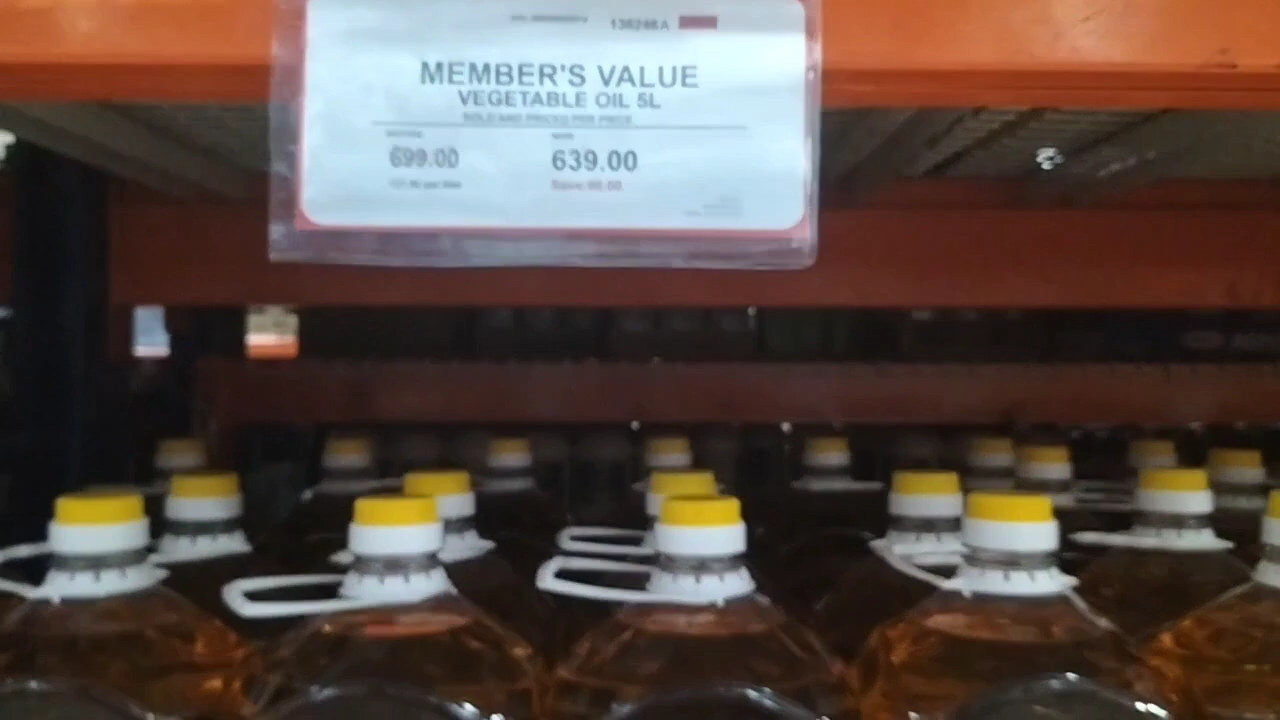 138248A
MEMBER'S VALUE
VEGETABLE OIL 5L
SOLD AND PRICED PER PIECE
699.00
639.00
Save 60.00